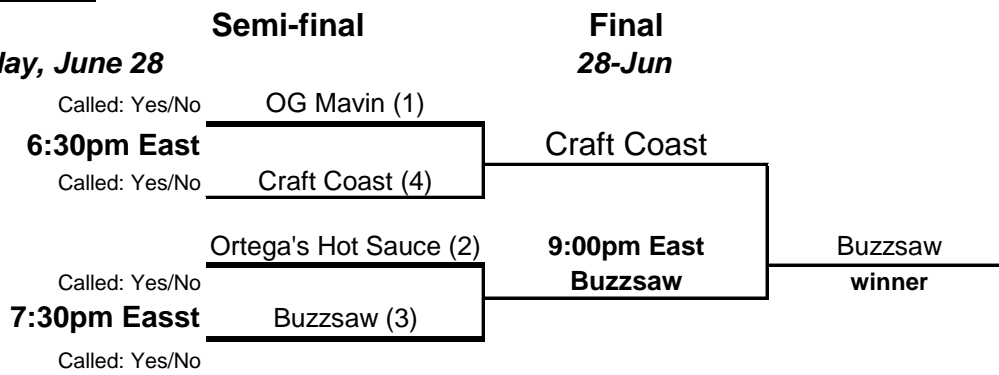 Semi-final Final
June 28 28-Jun
Called: Yes/No OG Mavin (1)
6:30pm East Craft Coast
Called: Yes/No Craft Coast (4)
Ortega's Hot Sauce (2) 9:00pm East Buzzsaw
Called: Yes/No Buzzsaw winner
7:30pm Easst Buzzsaw (3)
Called: Yes/No